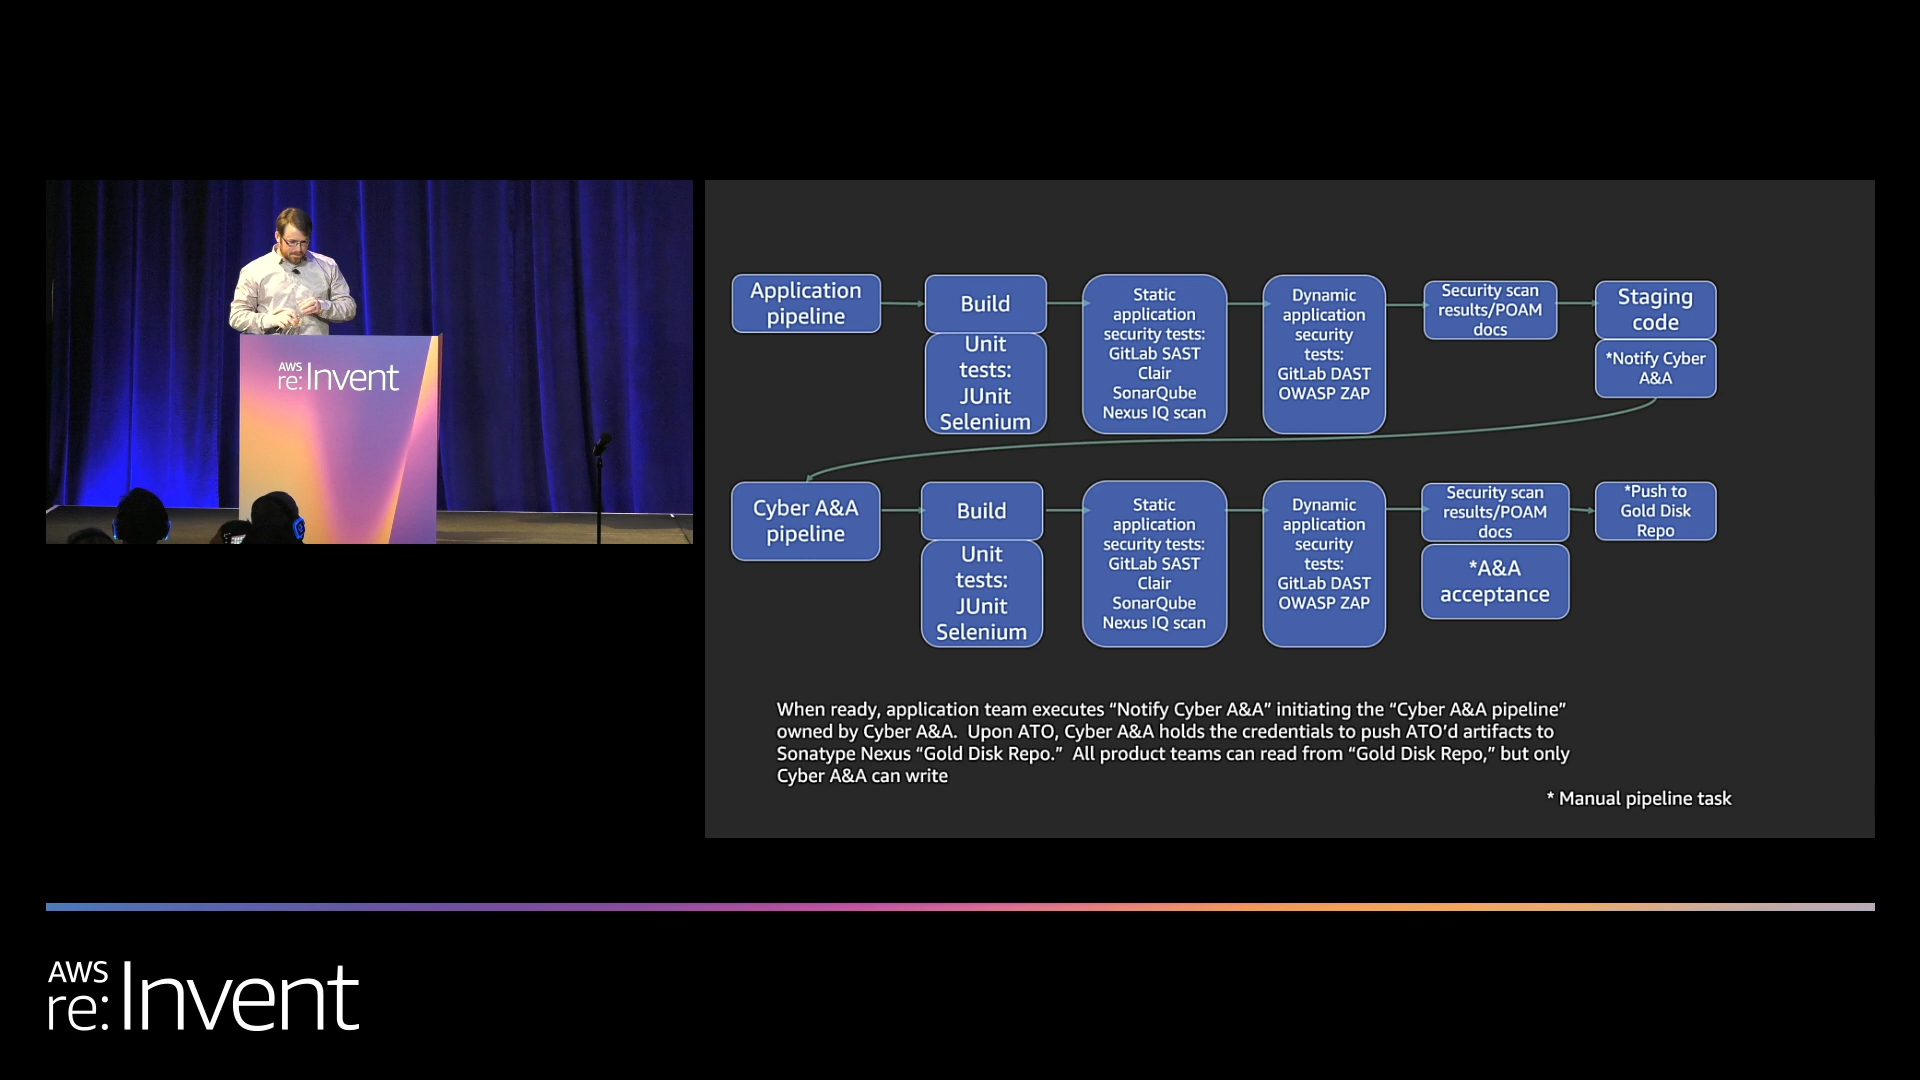 AWS
re:Invent
Application
pipeline
Build
Unit
tests:
JUnit
Selenium
Static
application
security tests:
GitLab SAST
Clair
SonarQube
Nexus IQ scan
Dynamic
application
security
tests:
GitLab DAST
OWASP ZAP
Security scan
results/POAM
docs
Staging
code
*Notify Cyber
A&A
Cyber A&A
pipeline
Build
Unit
tests:
JUnit
Selenium
Static
application
security tests:
GitLab SAST
Clair
SonarQube
Nexus IQ scan
Dynamic
application
security
tests:
GitLab DAST
OWASP ZAP
Security scan
results/POAM
docs
*A&A
acceptance
*Push to
Gold Disk
Repo
When ready, application team executes “Notify Cyber A&A” initiating the “Cyber A&A pipeline”
owned by Cyber A&A.  Upon ATO, Cyber A&A holds the credentials to push ATO’d artifacts to
Sonatype Nexus “Gold Disk Repo.”  All product teams can read from “Gold Disk Repo,” but only
Cyber A&A can write
* Manual pipeline task
AWS
re:Invent